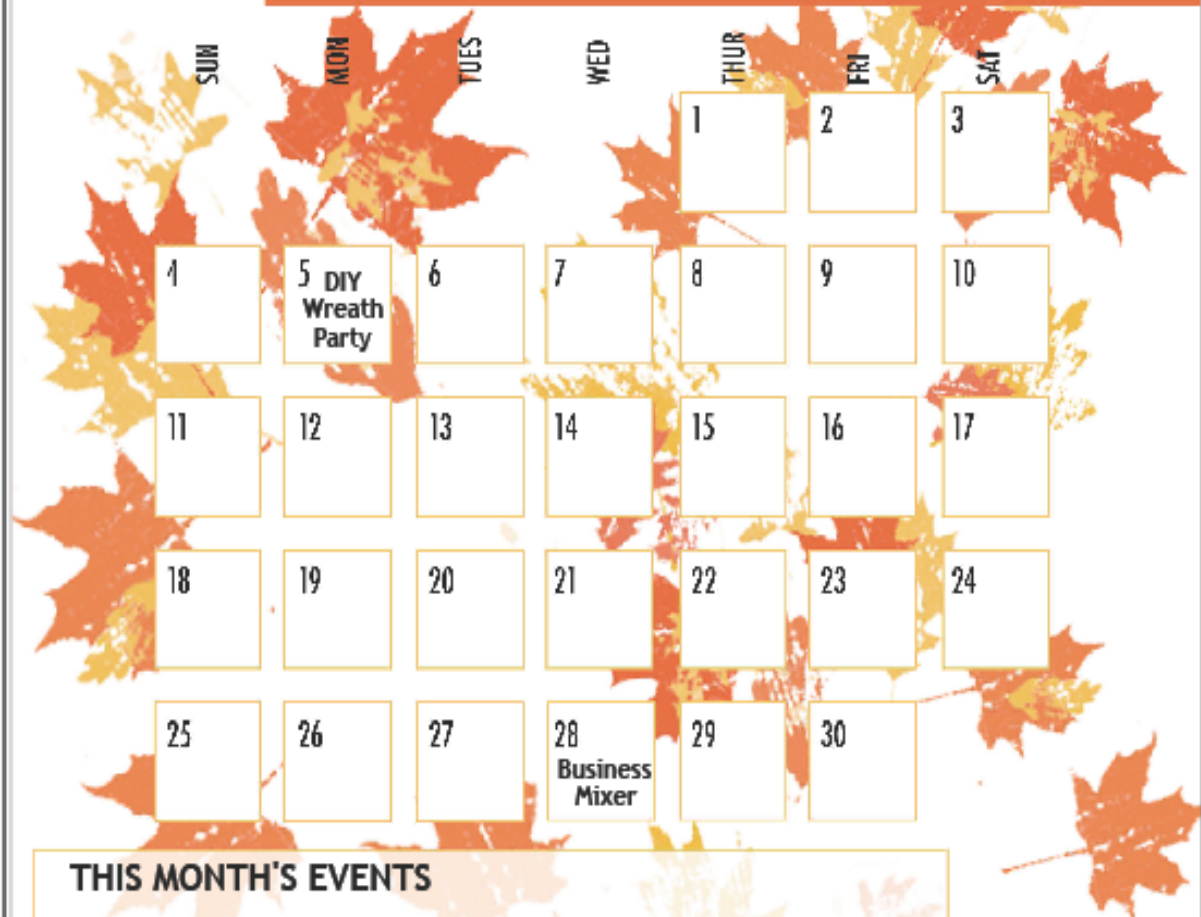 SUN MON TUES WED THUR FRI SAT
1 2 3
4 5 DIY Wreath Party 6 7 8 9 10
11 12 13 14 15 16 17
18 19 20 21 22 23 24
25 26 27 28 Business Mixer 29 30
THIS MONTH'S EVENTS